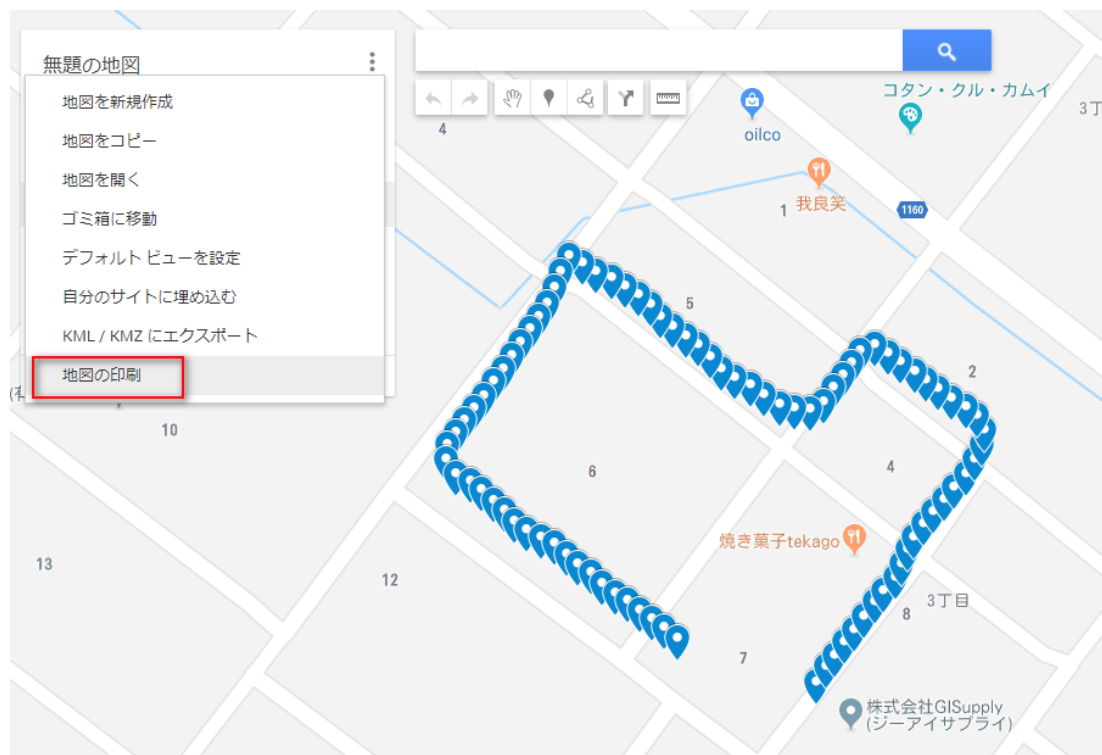 無題の地図
地図を新規作成
地図をコピー
地図を開く
ゴミ箱に移動
デフォルト ビューを設定
自分のサイトに埋め込む
KML / KMZ にエクスポート
地図の印刷
4
oilco
コタン・クル・カムイ
3丁
我良笑
1
1160
5
2
10
6
4
焼き菓子tekago
13
12
3丁目
8
7
株式会社GISupply
(ジーアイサプライ)